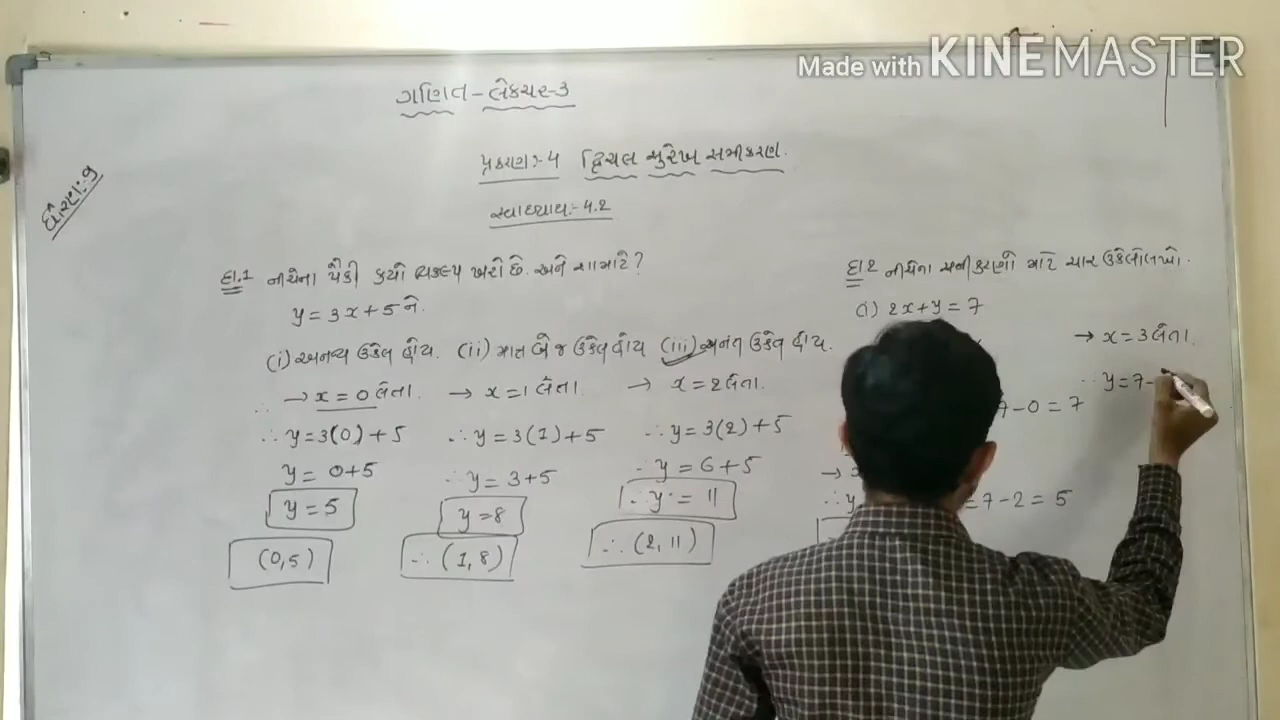 Made with KINEMASTER
ગણિત - લેકચર-૩
ધોરણ:-૯
પ્રકરણ:-4 દ્વિચલ સુરેખ સમીકરણ.
સ્વાધ્યાય:-4.2
દા.1 નીચેના પૈકી કયો વિકલ્પ ખરો છે. અને શા માટે?
y = 3x + 5 ને.
(i) અનન્ય ઉકેલ હોય. (ii) માત્ર બે જ ઉકેલ હોય (iii) અનંત ઉકેલ હોય.
∴ → x = 0 લેતા. → x = 1 લેતા. → x = 2 લેતા.
∴ y = 3(0) + 5 ∴ y = 3(1) + 5 ∴ y = 3(2) + 5
y = 0 + 5 ∴ y = 3 + 5 ∴ y = 6 + 5
y = 5 y = 8 ∴ y = 11
(0,5) ∴ (1,8) ∴ (2,11)
દા.2 નીચેના સમીકરણો માટે ચાર ઉકેલો લખો.
(i) 2x + y = 7
→ x = 3 લેતા.
∴ y = 7 -
7 - 0 = 7
→
∴ y = 7 - 2 = 5